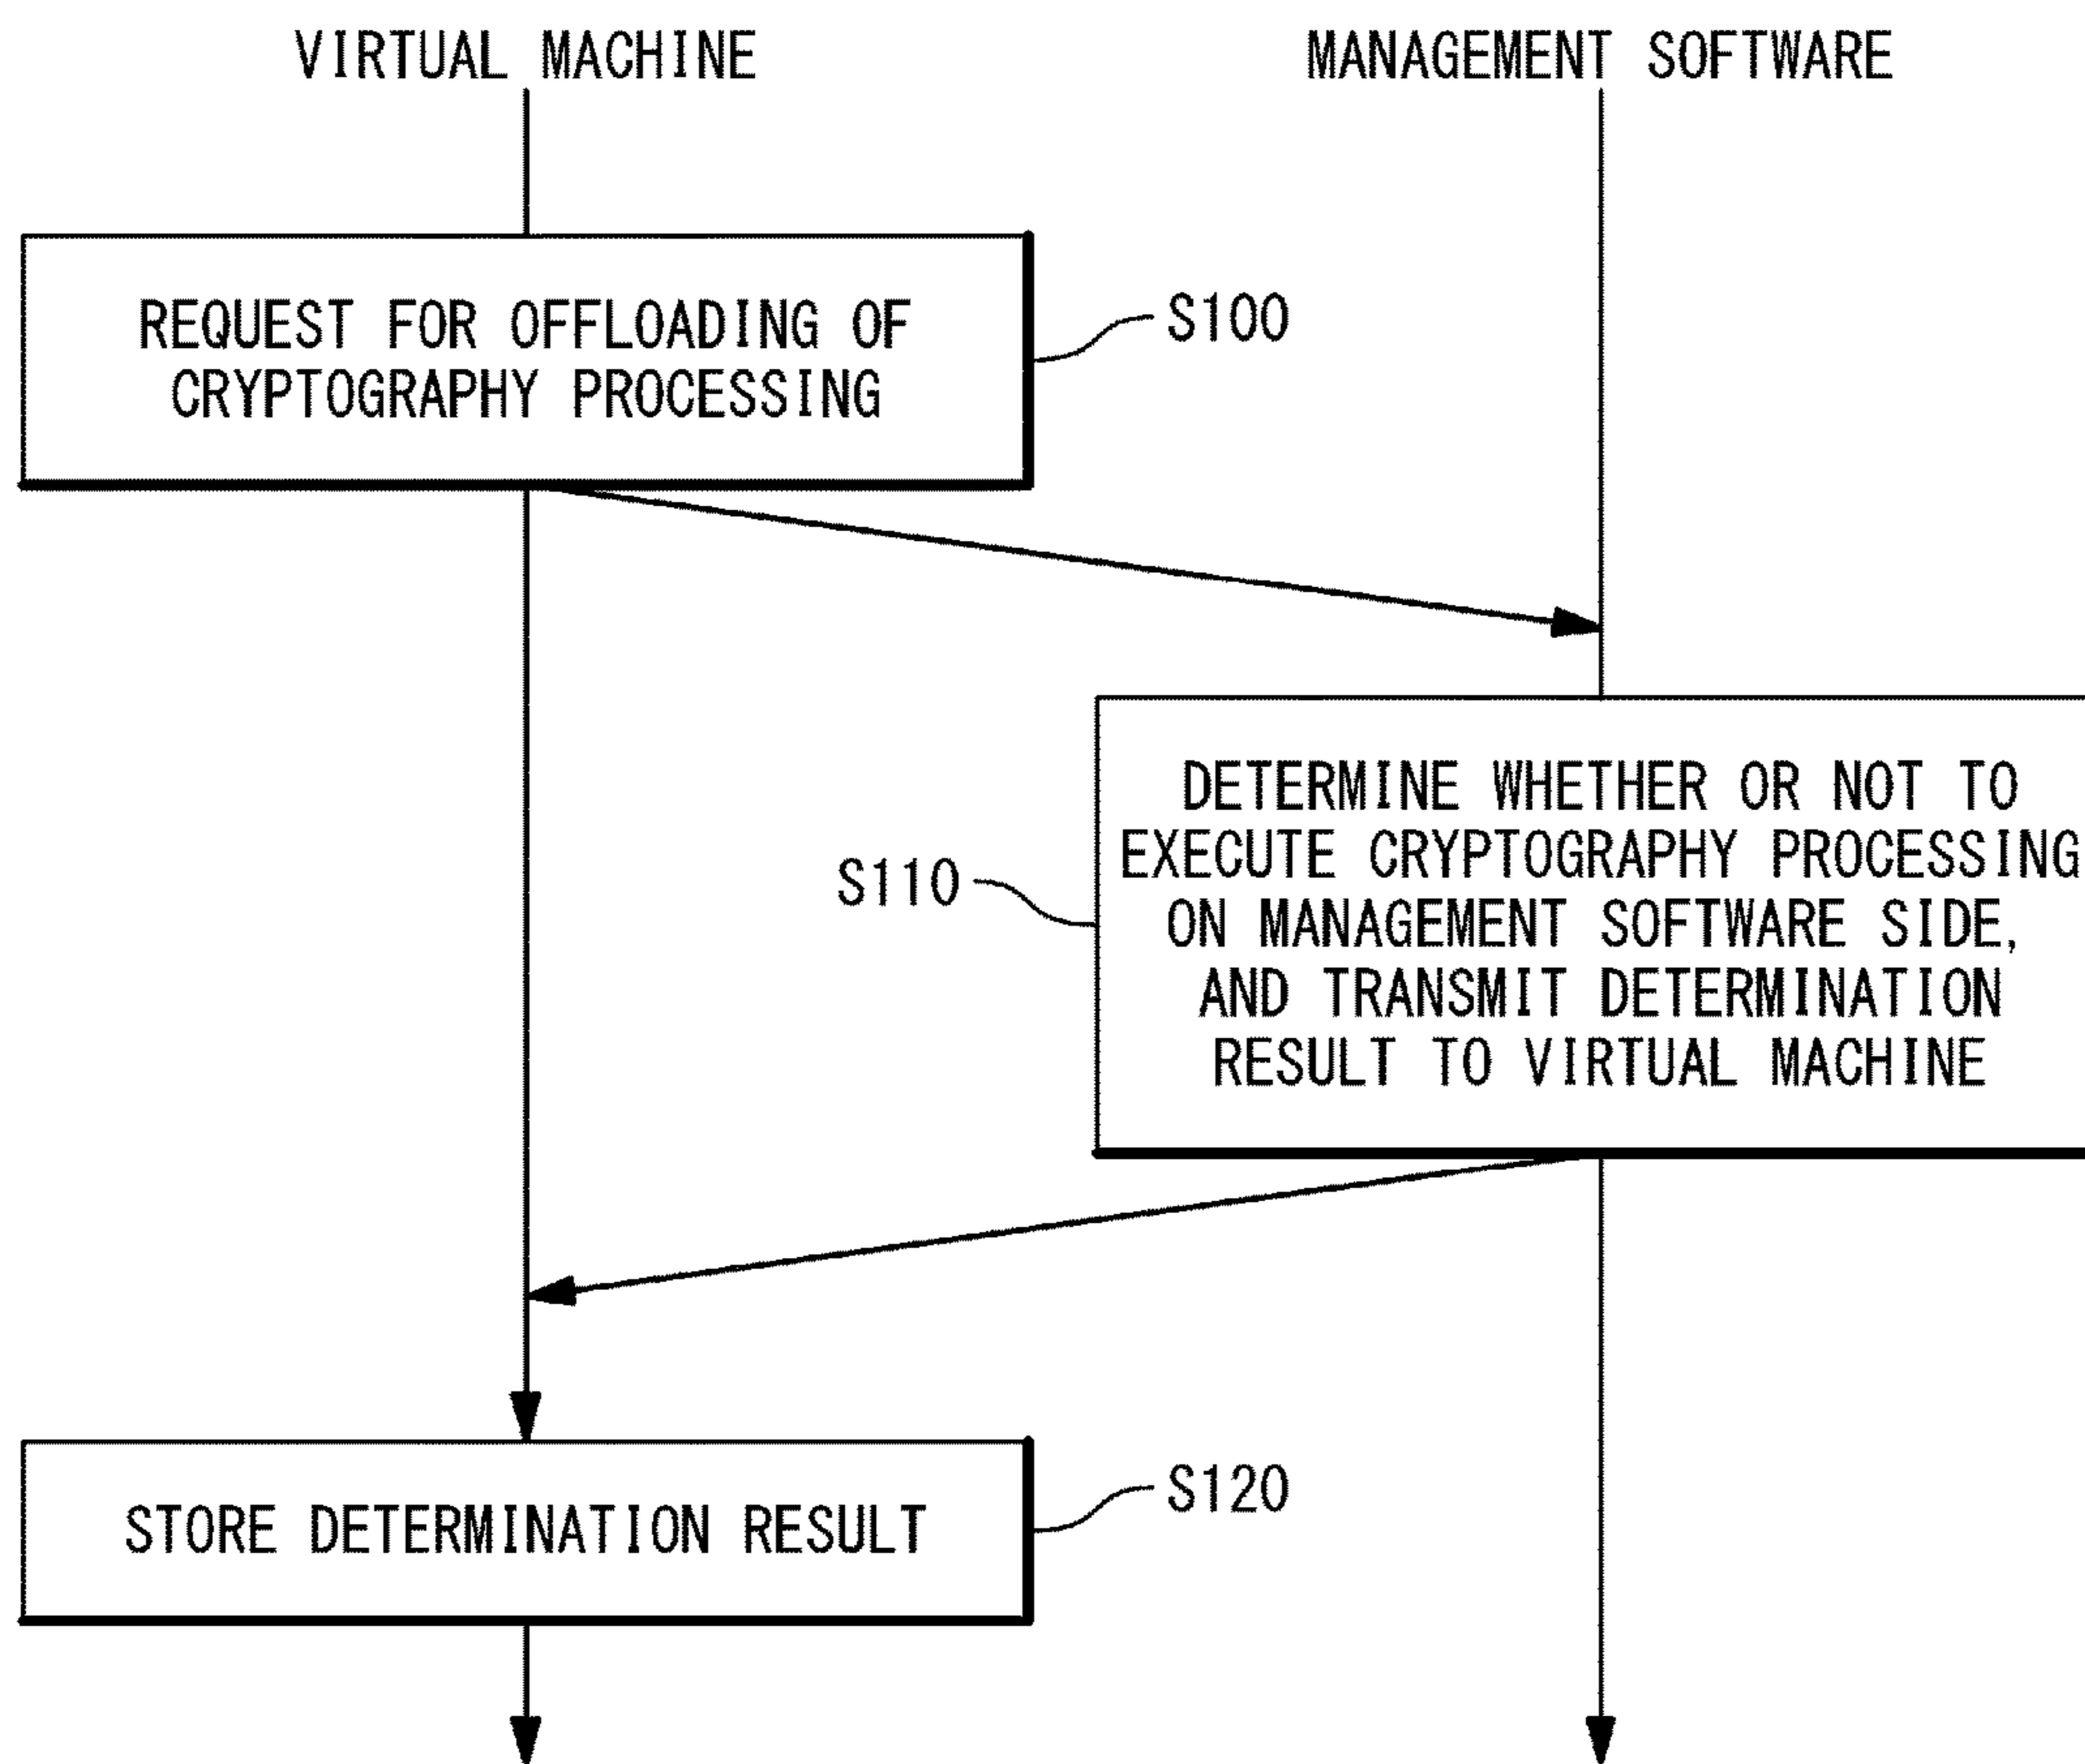 VIRTUAL MACHINE
MANAGEMENT SOFTWARE
REQUEST FOR OFFLOADING OF
CRYPTOGRAPHY PROCESSING
S100
DETERMINE WHETHER OR NOT TO
EXECUTE CRYPTOGRAPHY PROCESSING
ON MANAGEMENT SOFTWARE SIDE,
AND TRANSMIT DETERMINATION
RESULT TO VIRTUAL MACHINE
S110
STORE DETERMINATION RESULT
S120